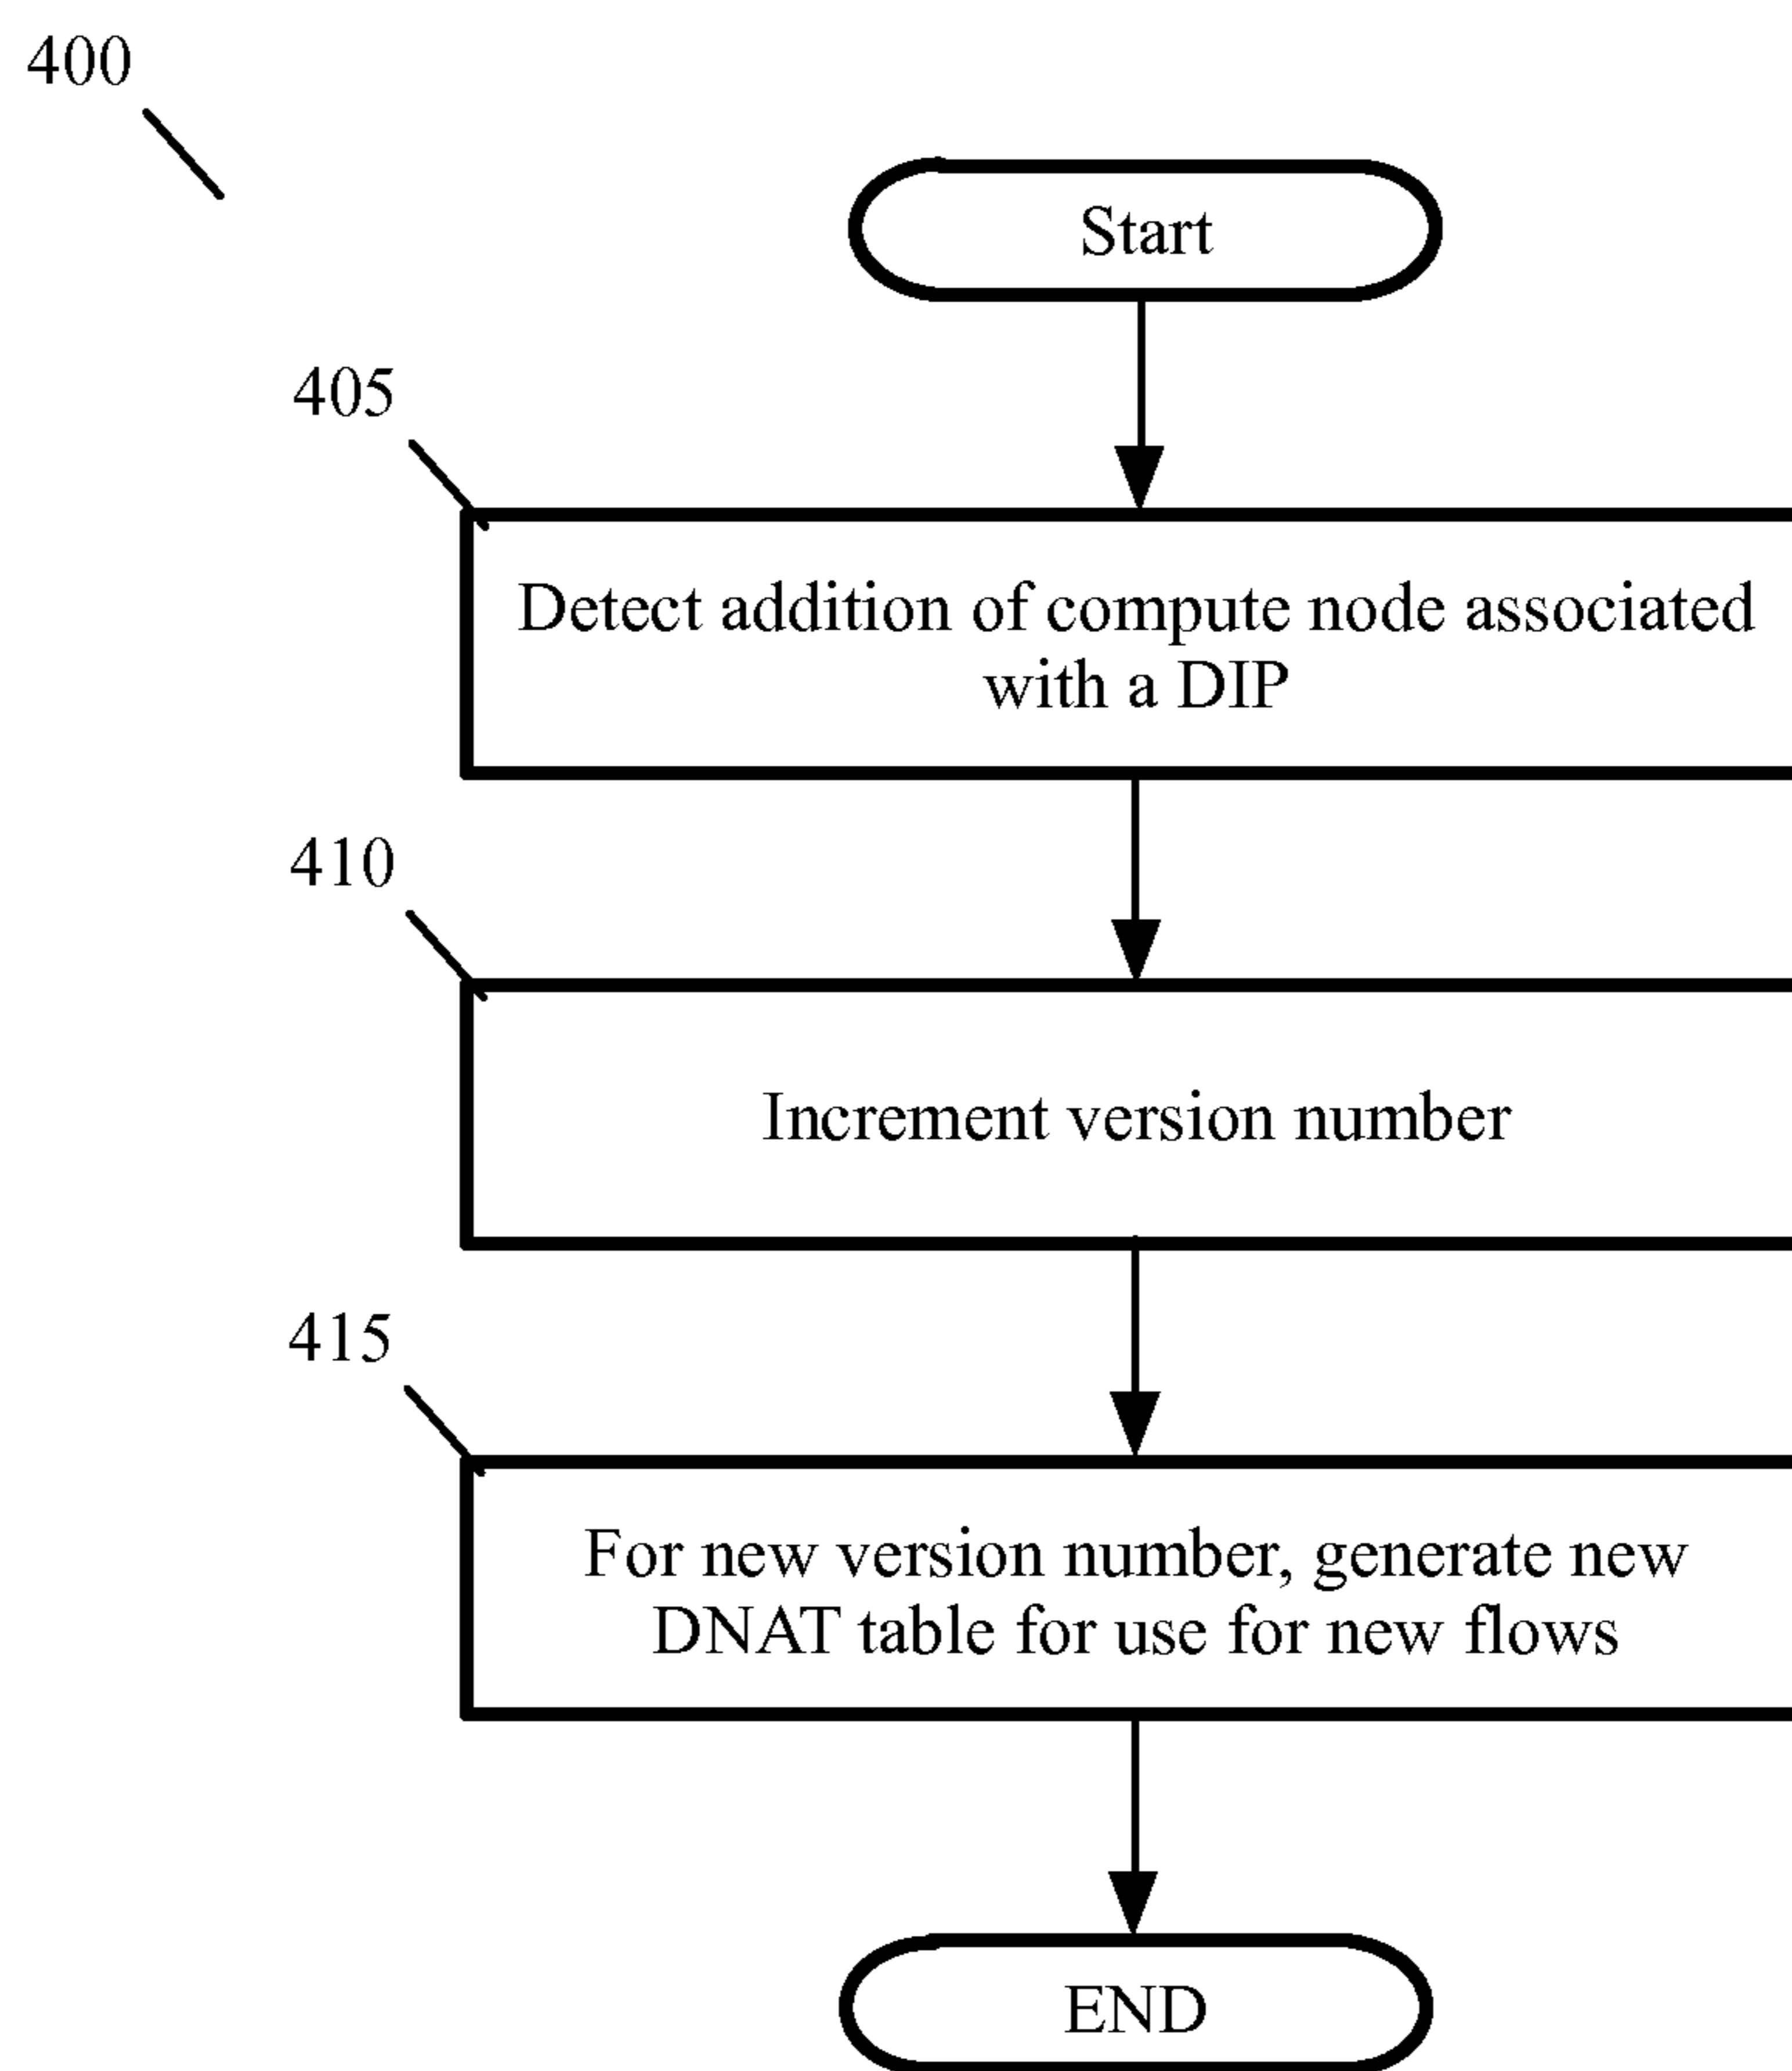 400
Start
405
Detect addition of compute node associated
with a DIP
410
Increment version number
415
For new version number, generate new
DNAT table for use for new flows
END